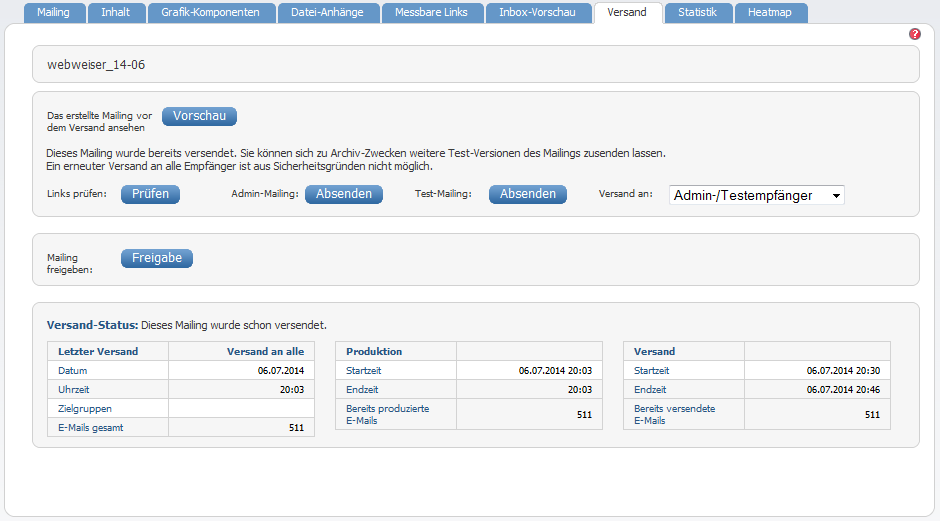 Mailing Inhalt Grafik-Komponenten Datei-Anhänge Messbare Links Inbox-Vorschau Versand Statistik Heatmap
?
webweiser_14-06
Das erstellte Mailing vor
dem Versand ansehen
Vorschau
Dieses Mailing wurde bereits versendet. Sie können sich zu Archiv-Zwecken weitere Test-Versionen des Mailings zusenden lassen.
Ein erneuter Versand an alle Empfänger ist aus Sicherheitsgründen nicht möglich.
Links prüfen: Prüfen Admin-Mailing: Absenden Test-Mailing: Absenden Versand an: Admin-/Testempfänger
Mailing
freigeben:
Freigabe
Versand-Status: Dieses Mailing wurde schon versendet.
Letzter Versand Versand an alle
Datum 06.07.2014
Uhrzeit 20:03
Zielgruppen
E-Mails gesamt 511
Produktion
Startzeit 06.07.2014 20:03
Endzeit 20:03
Bereits produzierte
E-Mails
511
Versand
Startzeit 06.07.2014 20:30
Endzeit 06.07.2014 20:46
Bereits versendete
E-Mails
511